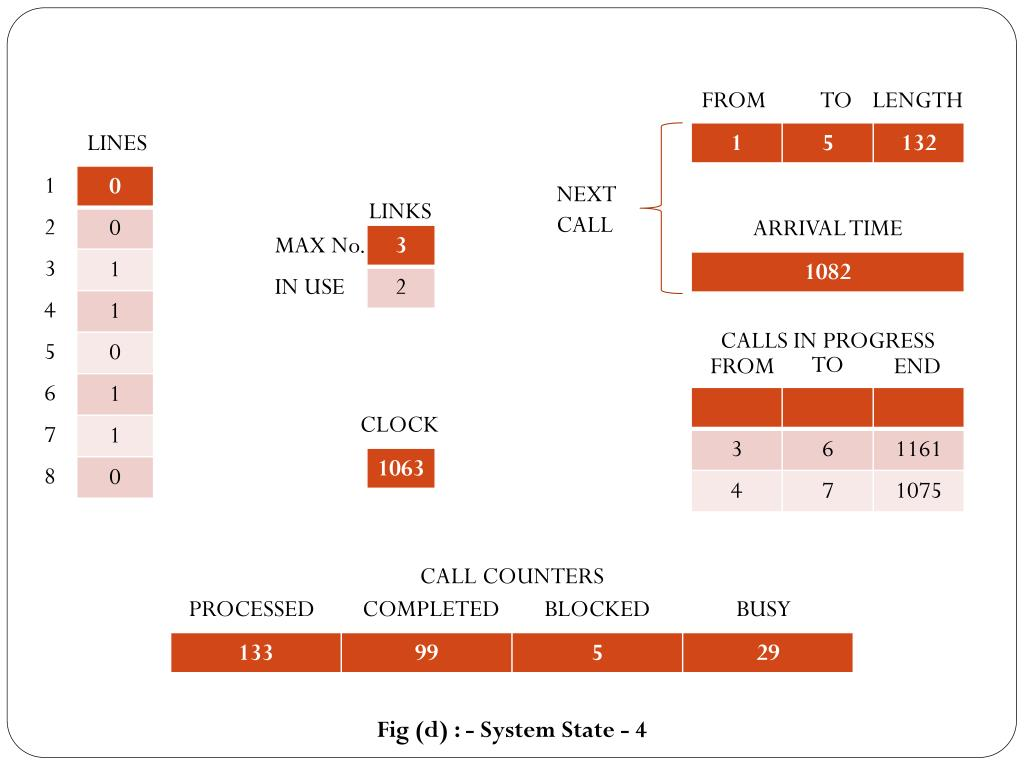 FROM TO LENGTH
1 5 132
LINES
1 0
2 0
3 1
4 1
5 0
6 1
7 1
8 0
LINKS
MAX No. 3
IN USE 2
NEXT
CALL
ARRIVAL TIME
1082
CALLS IN PROGRESS
FROM TO END
3 6 1161
4 7 1075
CLOCK
1063
CALL COUNTERS
PROCESSED COMPLETED BLOCKED BUSY
133 99 5 29
Fig (d) : - System State - 4